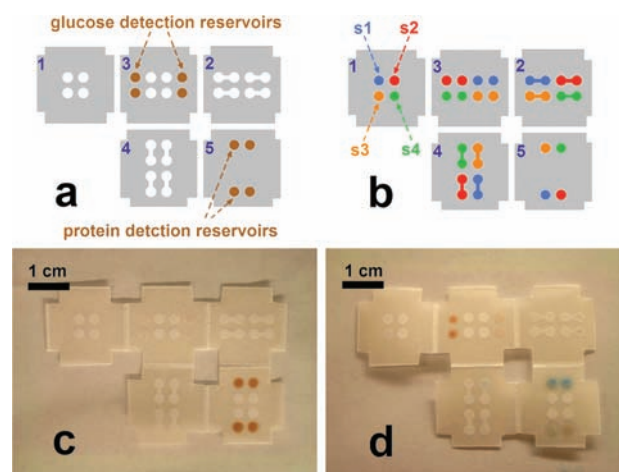 glucose detection reservoirs
1
3
2
4
5
a
protein detction reservoirs
s1
s2
1
3
2
s3
s4
4
5
b
1 cm
c
1 cm
d